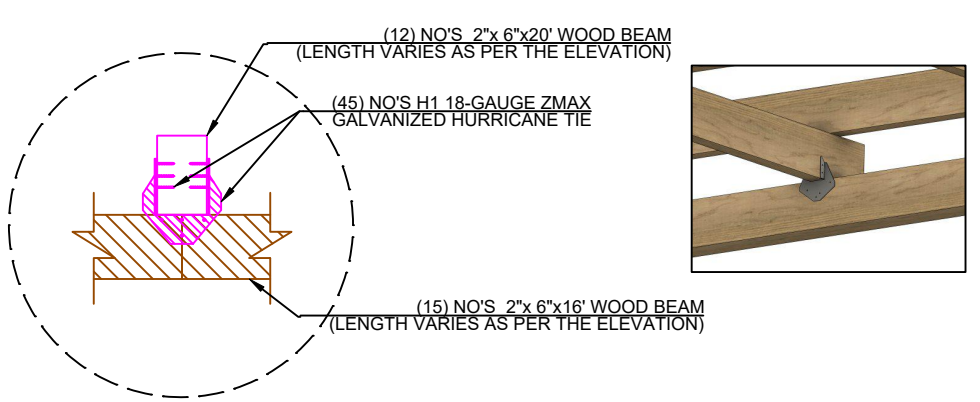 (12) NO'S  2"x 6"x20' WOOD BEAM
(LENGTH VARIES AS PER THE ELEVATION)
(45) NO'S H1 18-GAUGE ZMAX
GALVANIZED HURRICANE TIE
(15) NO'S  2"x 6"x16' WOOD BEAM
(LENGTH VARIES AS PER THE ELEVATION)